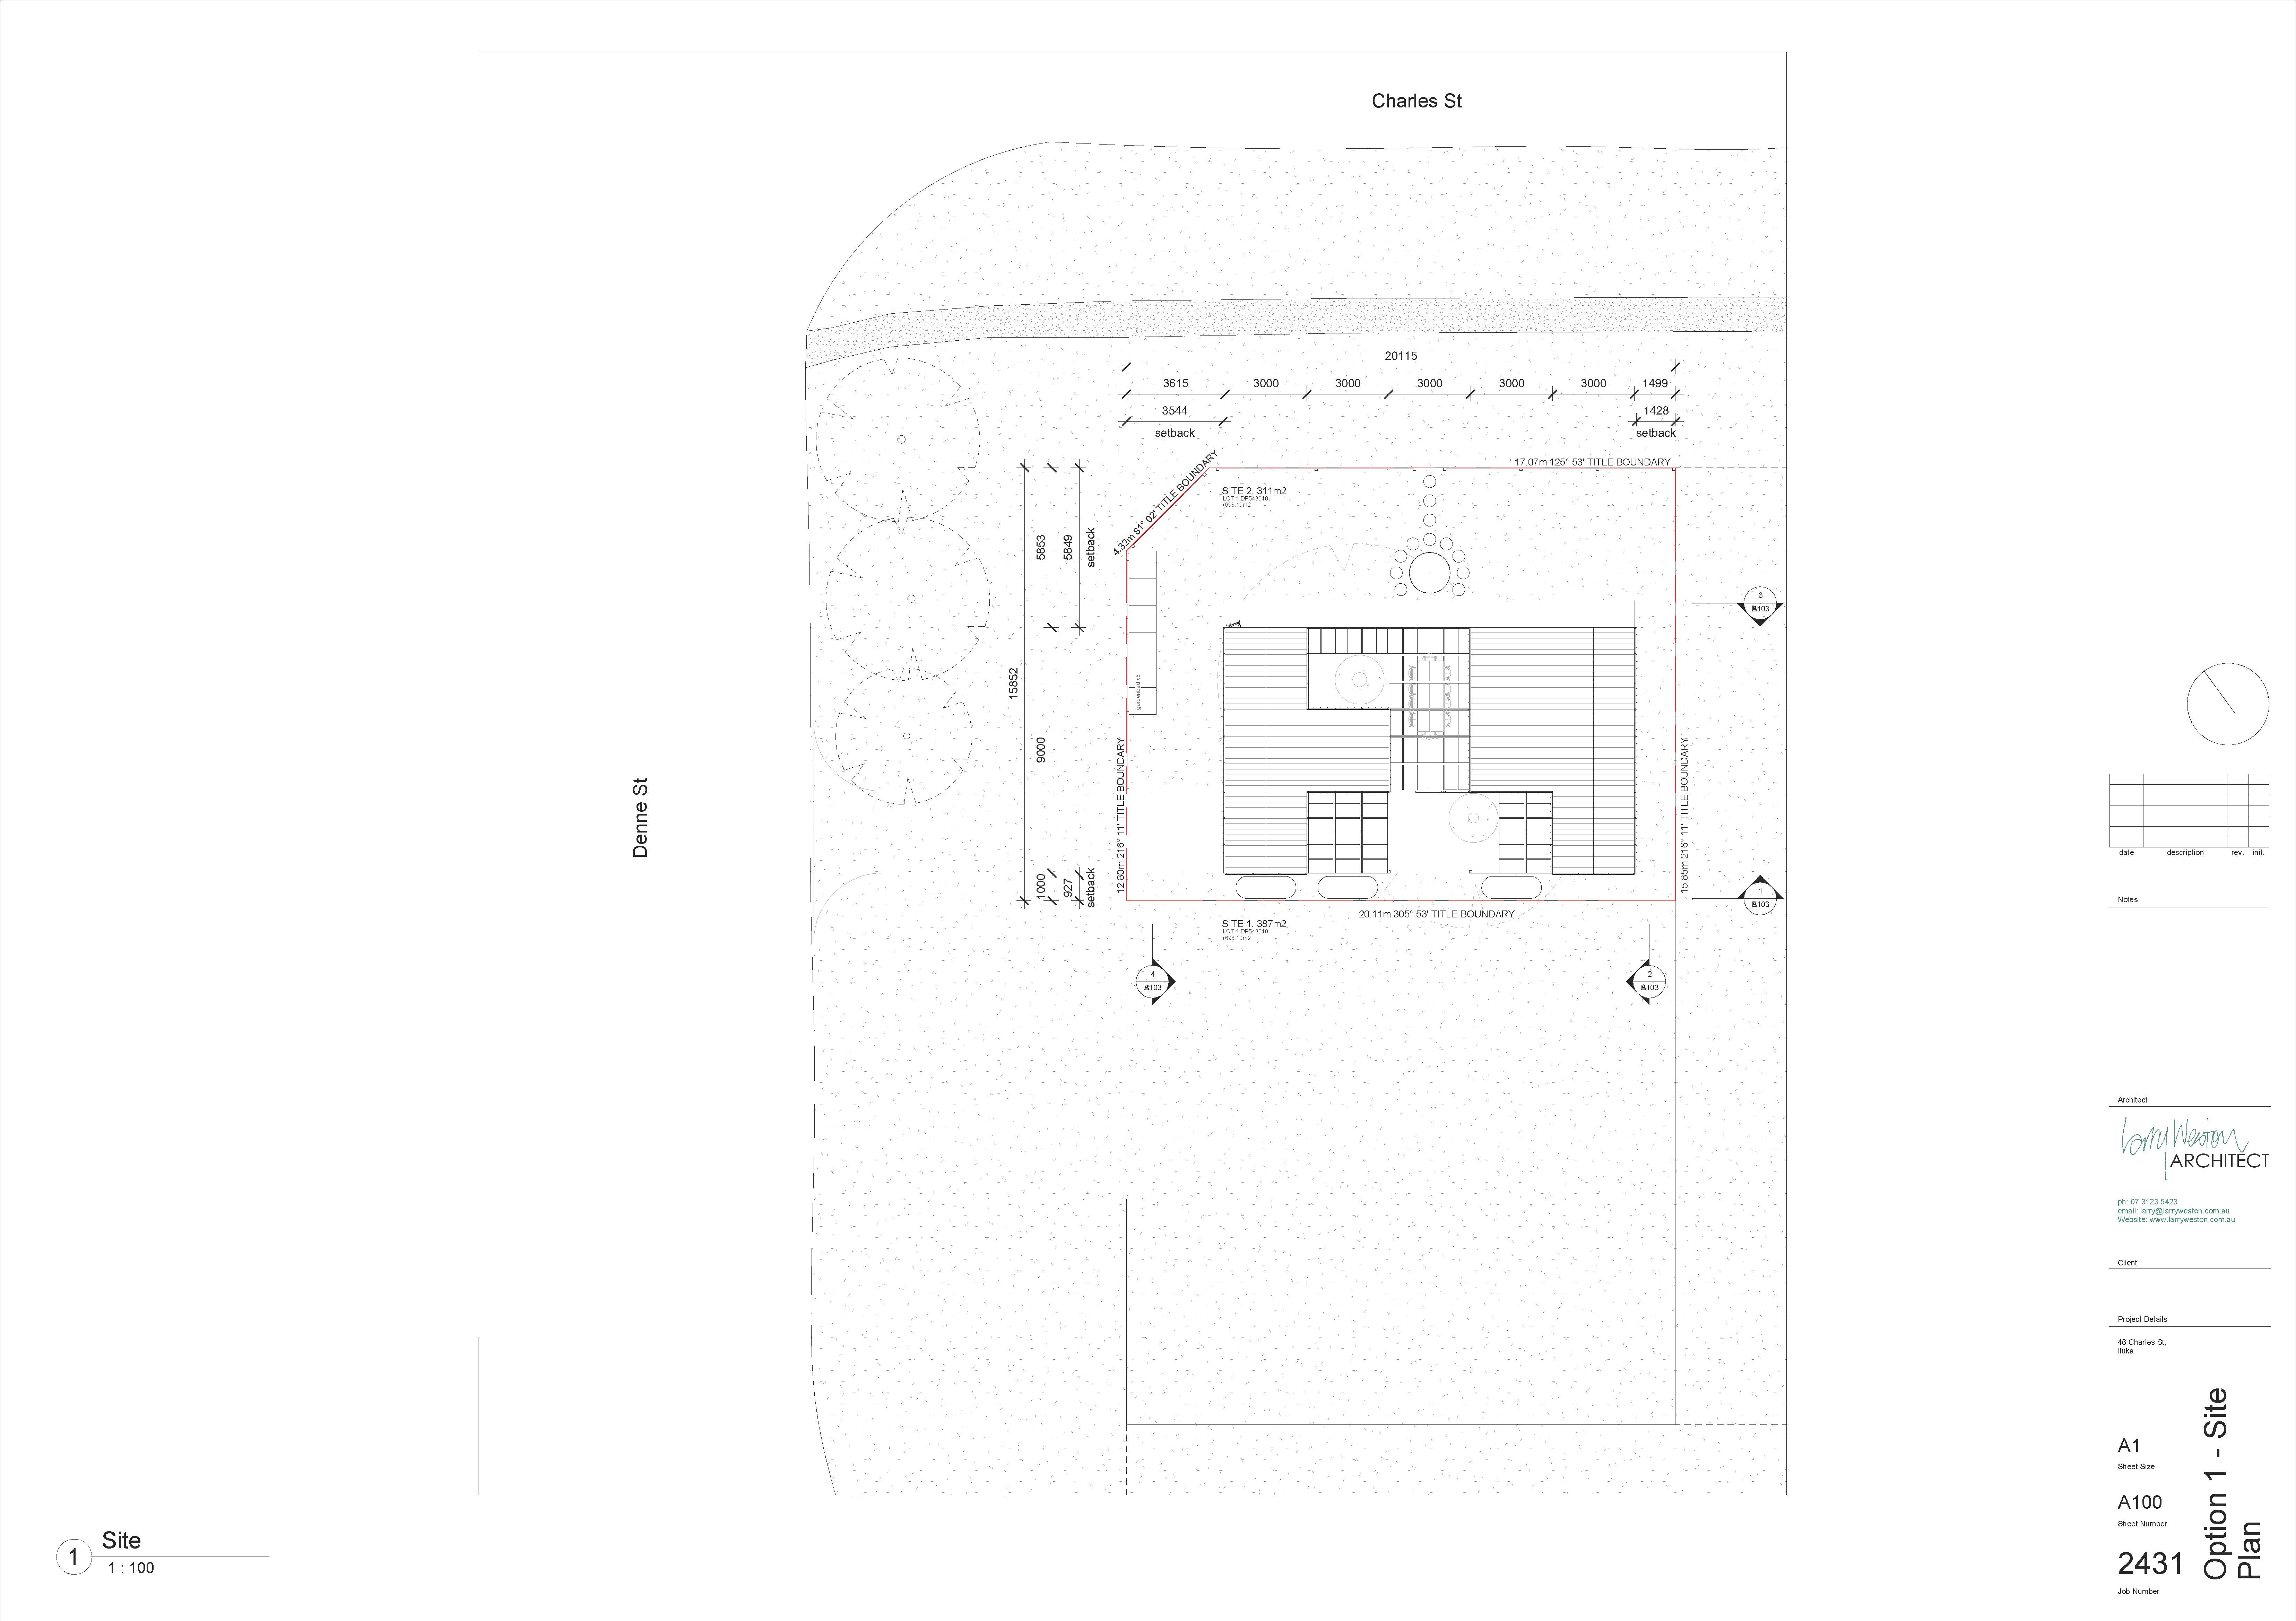 Charles St
20115
3615
3000
3000
3000
3000
3000
1499
3544
1428
setback
setback
17.07m 125° 53' TITLE BOUNDARY
4.32m 81° 02' TITLE BOUNDARY
SITE 2. 311m2
LOT 1 DP543040,
(698.10m2
5853
5849
setback
15852
9000
1000
927
setback
gardenbed x6
12.80m 216° 11' TITLE BOUNDARY
15.85m 216° 11' TITLE BOUNDARY
20.11m 305° 53' TITLE BOUNDARY
SITE 1. 387m2
LOT 1 DP543040
(698.10m2
Denne St
3
A103
1
A103
4
A103
2
A103
date description rev. init.
Notes
Architect
Larry Weston
ARCHITECT
ph: 07 3123 5423
email: larry@larryweston.com.au
Website: www.larryweston.com.au
Client
Project Details
46 Charles St,
Iluka
A1
Sheet Size
A100
Sheet Number
2431
Job Number
Option 1 - Site
Plan
1
Site
1 : 100